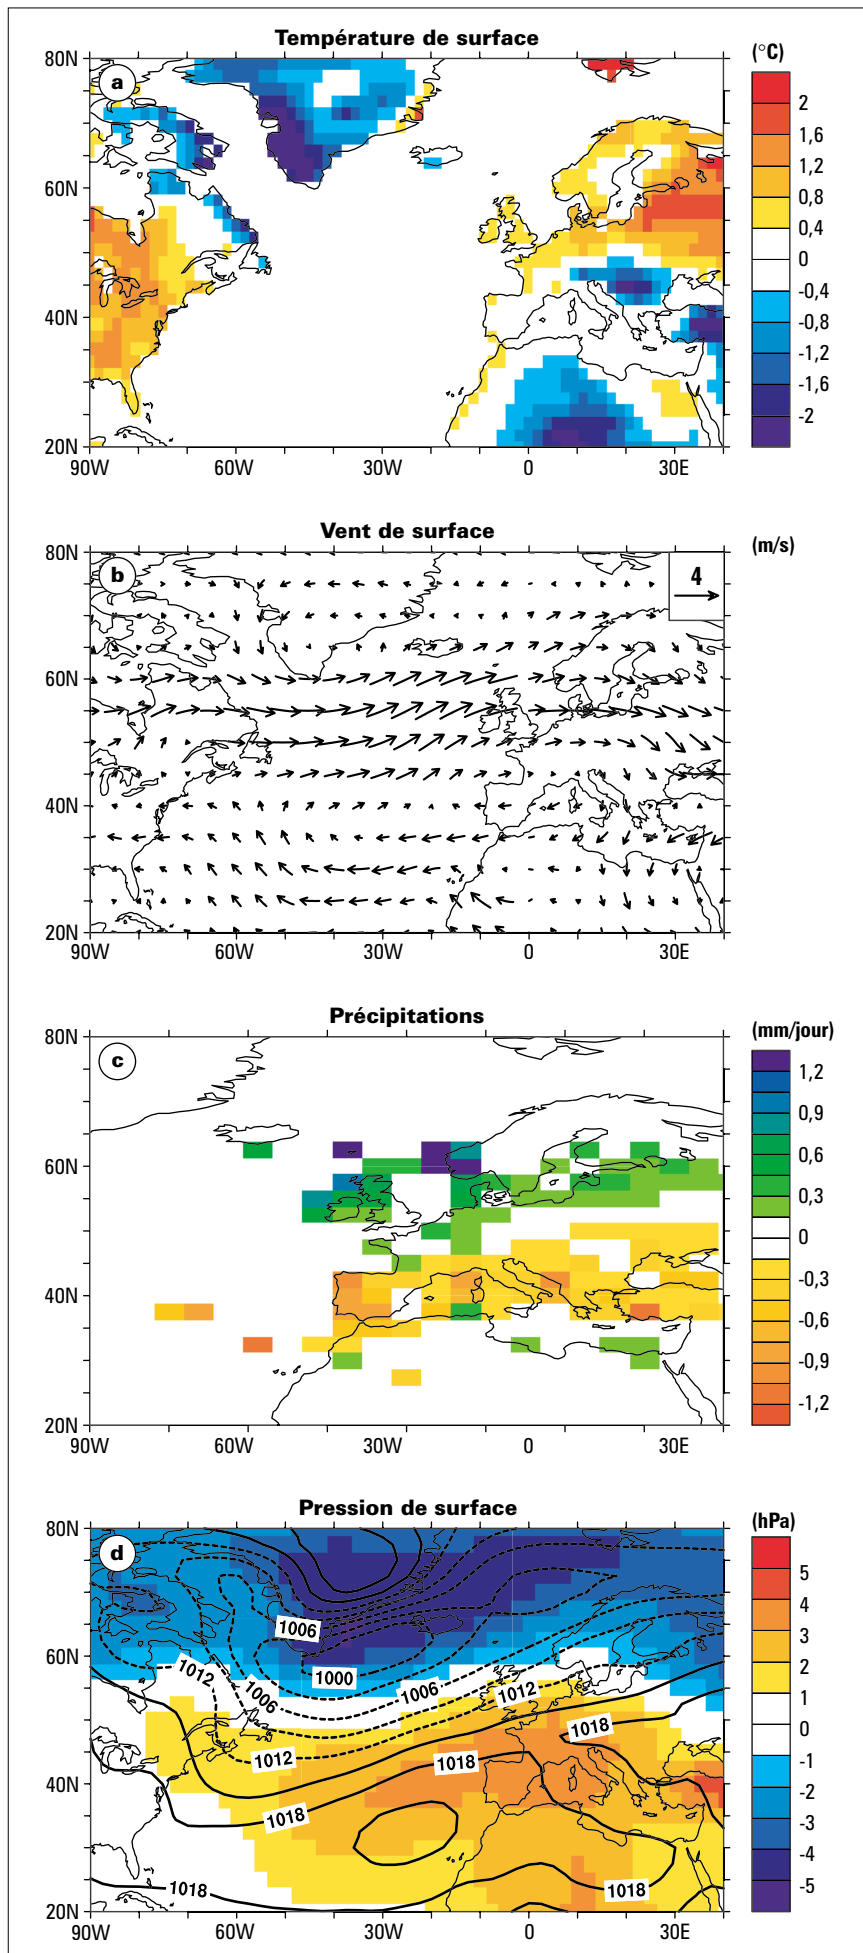 Température de surface
(°C)
a
80N
60N
40N
20N
90W 60W 30W 0 30E
2
1,6
1,2
0,8
0,4
0
-0,4
-0,8
-1,2
-1,6
-2
Vent de surface
(m/s)
b
4
80N
60N
40N
20N
90W 60W 30W 0 30E
Précipitations
(mm/jour)
c
80N
60N
40N
20N
90W 60W 30W 0 30E
1,2
0,9
0,6
0,3
0
-0,3
-0,6
-0,9
-1,2
Pression de surface
(hPa)
d
80N
60N
40N
20N
90W 60W 30W 0 30E
1006
1012
1000
1006
1006
1012
1012
1018
1018
1018
1018
1018
5
4
3
2
1
0
-1
-2
-3
-4
-5